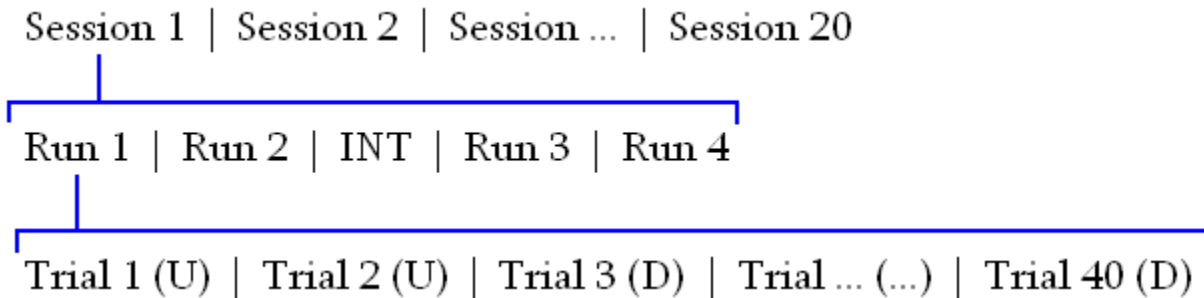 Session 1 | Session 2 | Session ... | Session 20
Run 1 | Run 2 | INT | Run 3 | Run 4
Trial 1 (U) | Trial 2 (U) | Trial 3 (D) | Trial ... (...) | Trial 40 (D)